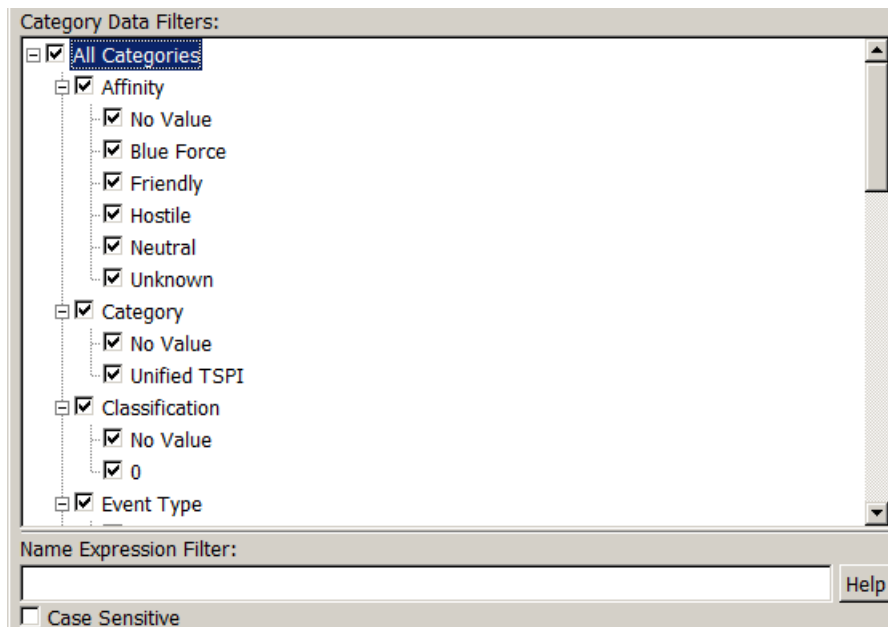 Category Data Filters:
All Categories
Affinity
No Value
Blue Force
Friendly
Hostile
Neutral
Unknown
Category
No Value
Unified TSPI
Classification
No Value
0
Event Type
Name Expression Filter:
Help
Case Sensitive